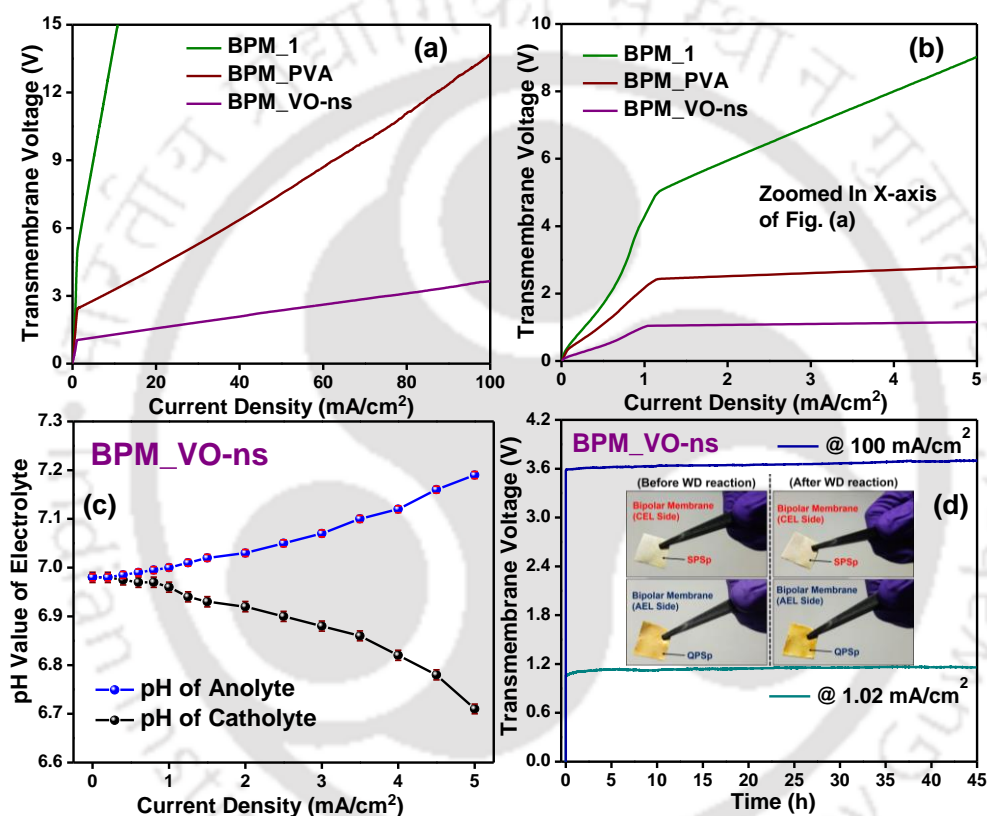 (a)
BPM_1
BPM_PVA
BPM_VO-ns
Transmembrane Voltage (V)
15
12
9
6
3
0
0 20 40 60 80 100
Current Density (mA/cm²)
(b)
BPM_1
BPM_PVA
BPM_VO-ns
Zoomed In X-axis
of Fig. (a)
Transmembrane Voltage (V)
10
8
6
4
2
0
0 1 2 3 4 5
Current Density (mA/cm²)
BPM_VO-ns
(c)
pH Value of Electrolyte
7.3
7.2
7.1
7.0
6.9
6.8
6.7
6.6
pH of Anolyte
pH of Catholyte
0 1 2 3 4 5
Current Density (mA/cm²)
BPM_VO-ns
@ 100 mA/cm²
(d)
Transmembrane Voltage (V)
4.2
3.6
3.0
2.4
1.8
1.2
0.6
0.0
(Before WD reaction)
(After WD reaction)
Bipolar Membrane
(CEL Side)
SPSp
Bipolar Membrane
(CEL Side)
SPSp
Bipolar Membrane
(AEL Side)
QPSp
Bipolar Membrane
(AEL Side)
QPSp
@ 1.02 mA/cm²
0 5 10 15 20 25 30 35 40 45
Time (h)